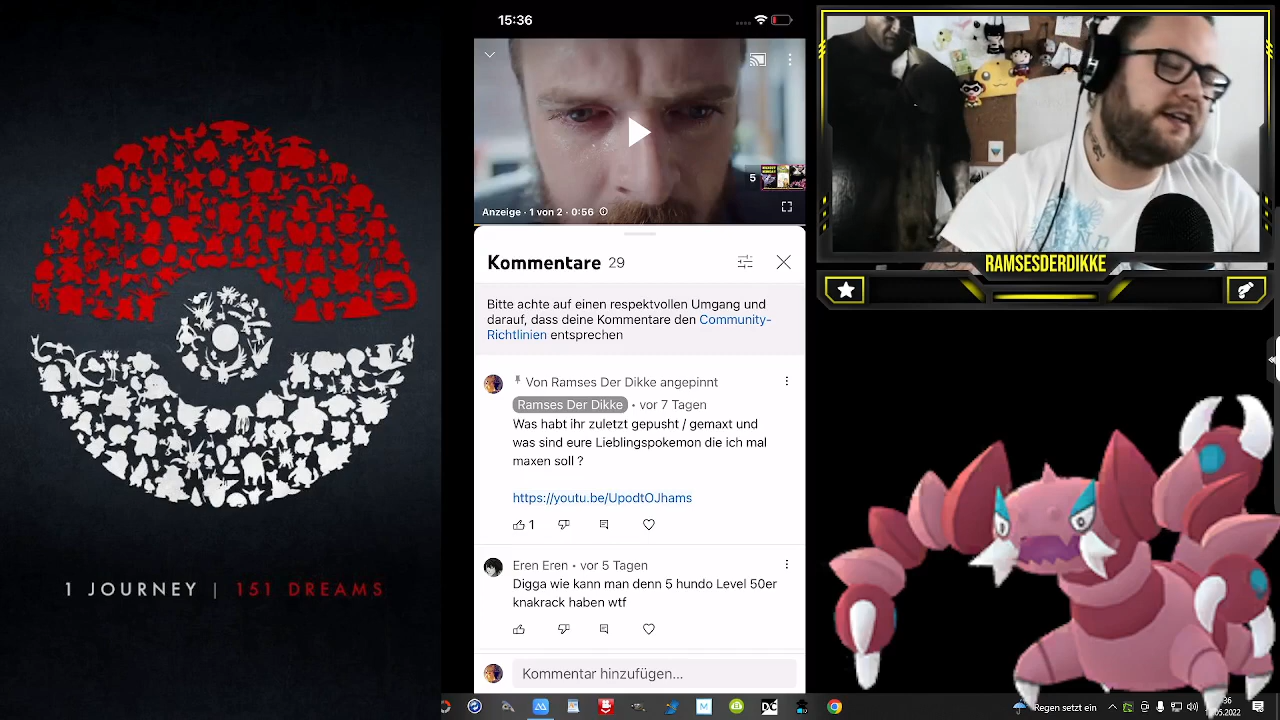 1 JOURNEY | 151 DREAMS
15:36
5
Anzeige · 1 von 2 · 0:56
Kommentare 29
Bitte achte auf einen respektvollen Umgang und
darauf, dass deine Kommentare den Community-
Richtlinien entsprechen
Von Ramses Der Dikke angepinnt
Ramses Der Dikke • vor 7 Tagen
Was habt ihr zuletzt gepusht / gemaxt und
was sind eure Lieblingspokemon die ich mal
maxen soll ?
https://youtu.be/UpodtOJhams
1
Eren Eren • vor 5 Tagen
Digga wie kann man denn 5 hundo Level 50er
knakrack haben wtf
Kommentar hinzufügen...
RAMSESDERDIKKE
M
DC
Regen setzt ein